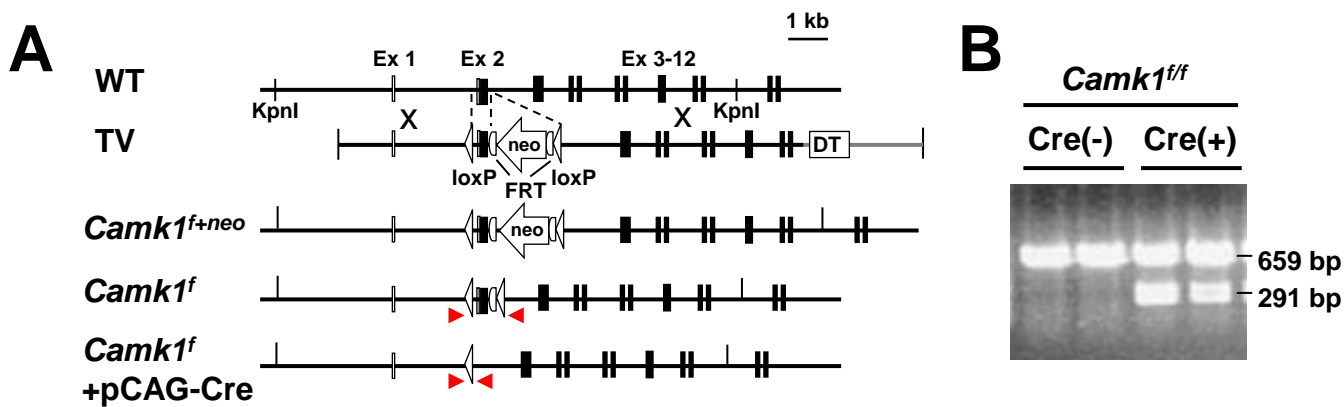 A
1 kb
B
Ex 1
Ex 2
Ex 3-12
WT
KpnI
KpnI
X
X
TV
neo
DT
loxP
FRT
loxP
Camk1f+neo
neo
Camk1f
Camk1f
+pCAG-Cre
Camk1f/f
Cre(-)
Cre(+)
659 bp
291 bp